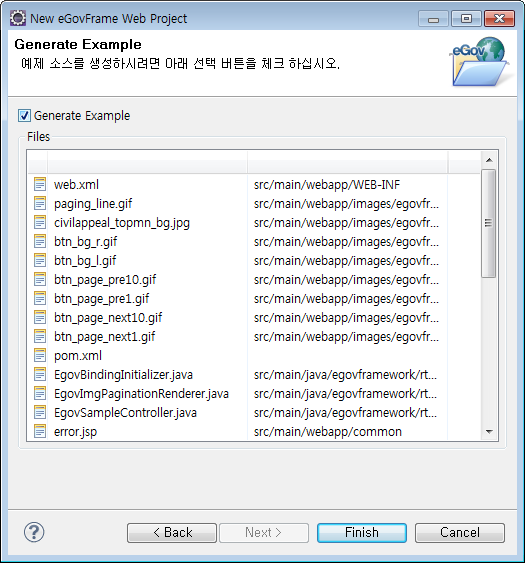 New eGovFrame Web Project
Generate Example
예제 소스를 생성하시려면 아래 선택 버튼을 체크 하십시오.
eGov
Generate Example
Files
web.xml src/main/webapp/WEB-INF
paging_line.gif src/main/webapp/images/egovfr...
civilappeal_topmn_bg.jpg src/main/webapp/images/egovfr...
btn_bg_r.gif src/main/webapp/images/egovfr...
btn_bg_l.gif src/main/webapp/images/egovfr...
btn_page_pre10.gif src/main/webapp/images/egovfr...
btn_page_pre1.gif src/main/webapp/images/egovfr...
btn_page_next10.gif src/main/webapp/images/egovfr...
btn_page_next1.gif src/main/webapp/images/egovfr...
pom.xml
EgovBindingInitializer.java src/main/java/egovframework/rt...
EgovImgPaginationRenderer.java src/main/java/egovframework/rt...
EgovSampleController.java src/main/java/egovframework/rt...
error.jsp src/main/webapp/common
? < Back Next > Finish Cancel